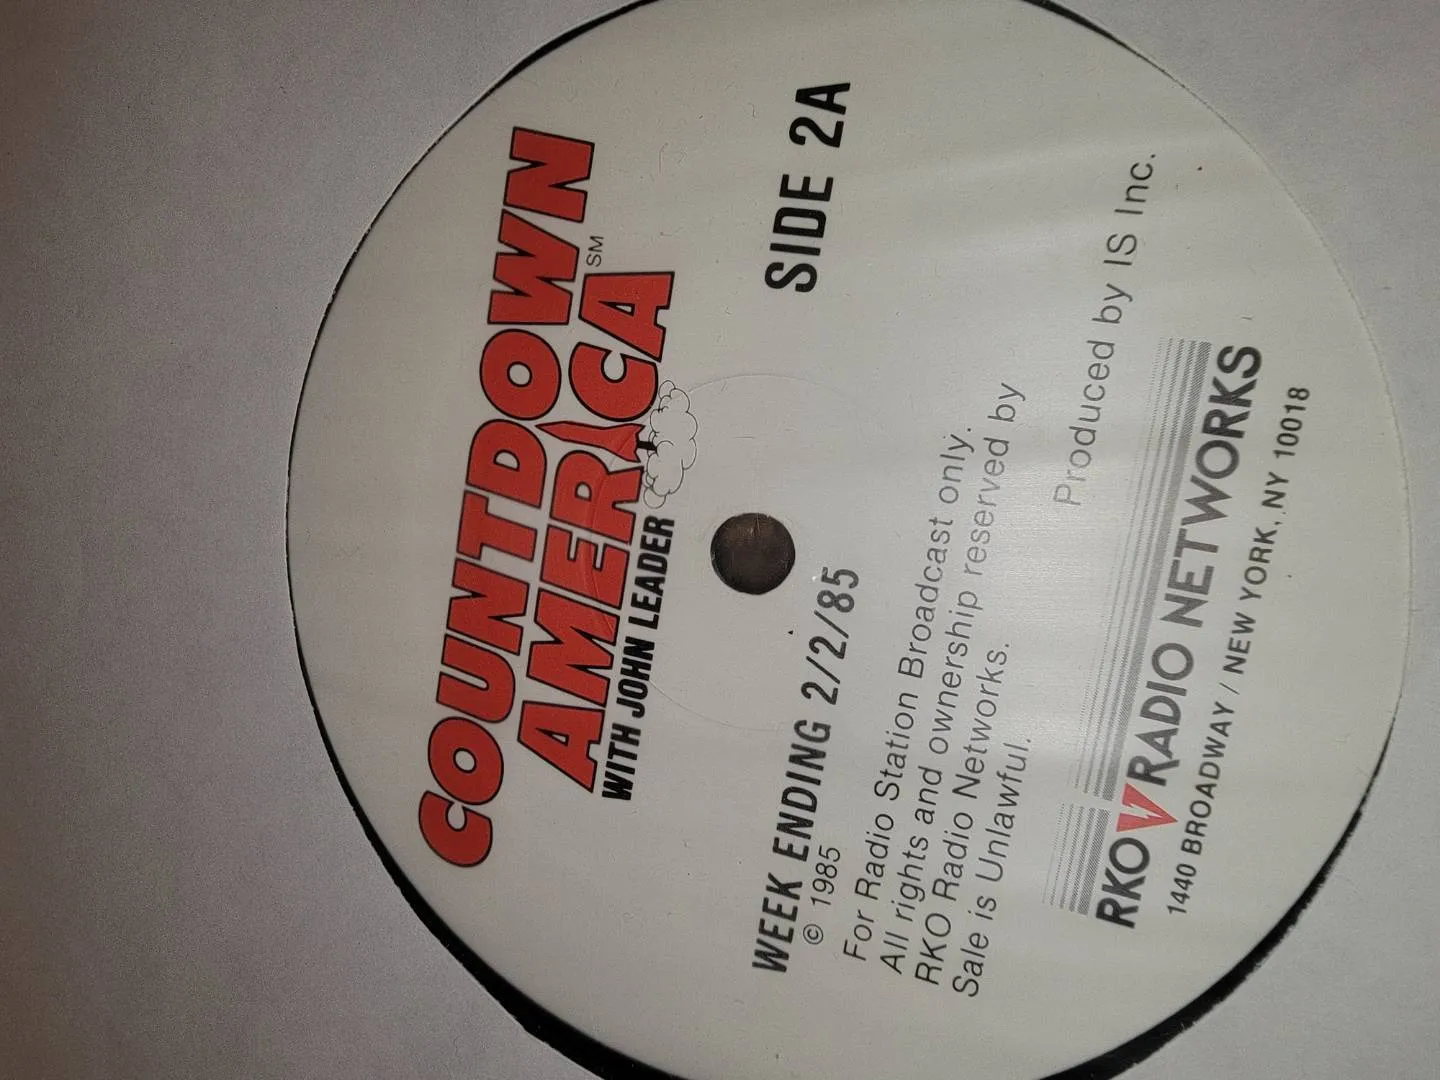 COUNTDOWN
AMERICA SM
WITH JOHN LEADER
SIDE 2A
WEEK ENDING 2/2/85
© 1985
For Radio Station Broadcast only.
All rights and ownership reserved by
RKO Radio Networks.
Sale is Unlawful.
Produced by IS Inc.
RKO RADIO NETWORKS
1440 BROADWAY / NEW YORK, NY 10018